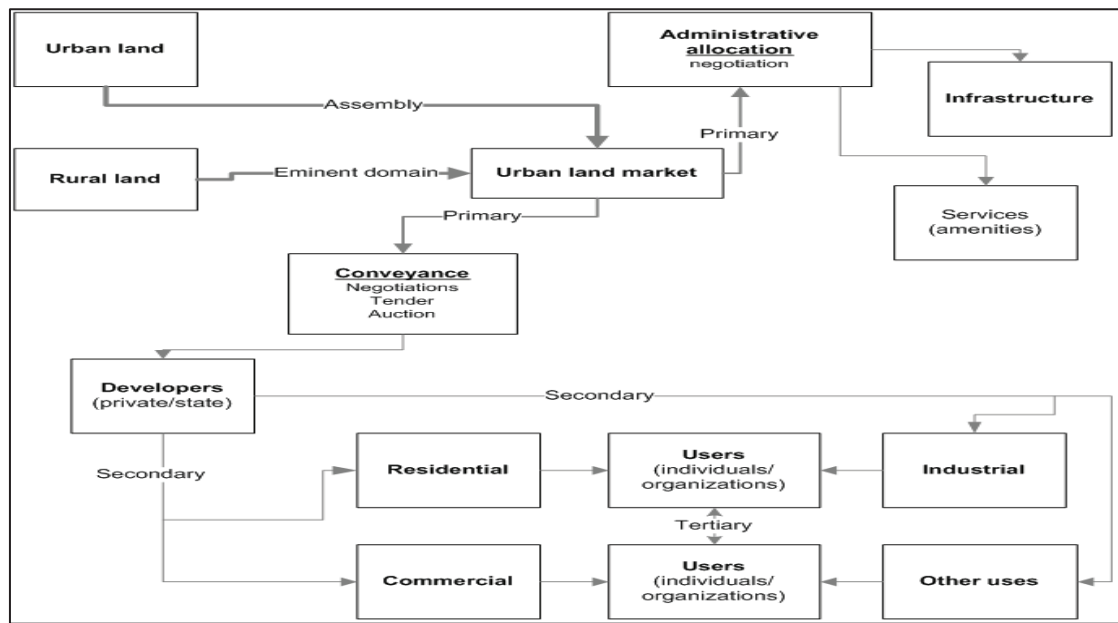 Urban land
Administrative
allocation
negotiation
Infrastructure
Assembly
Primary
Rural land
Eminent domain
Urban land market
Services
(amenities)
Primary
Conveyance
Negotiations
Tender
Auction
Developers
(private/state)
Secondary
Secondary
Residential
Users
(individuals/
organizations)
Industrial
Tertiary
Commercial
Users
(individuals/
organizations)
Other uses